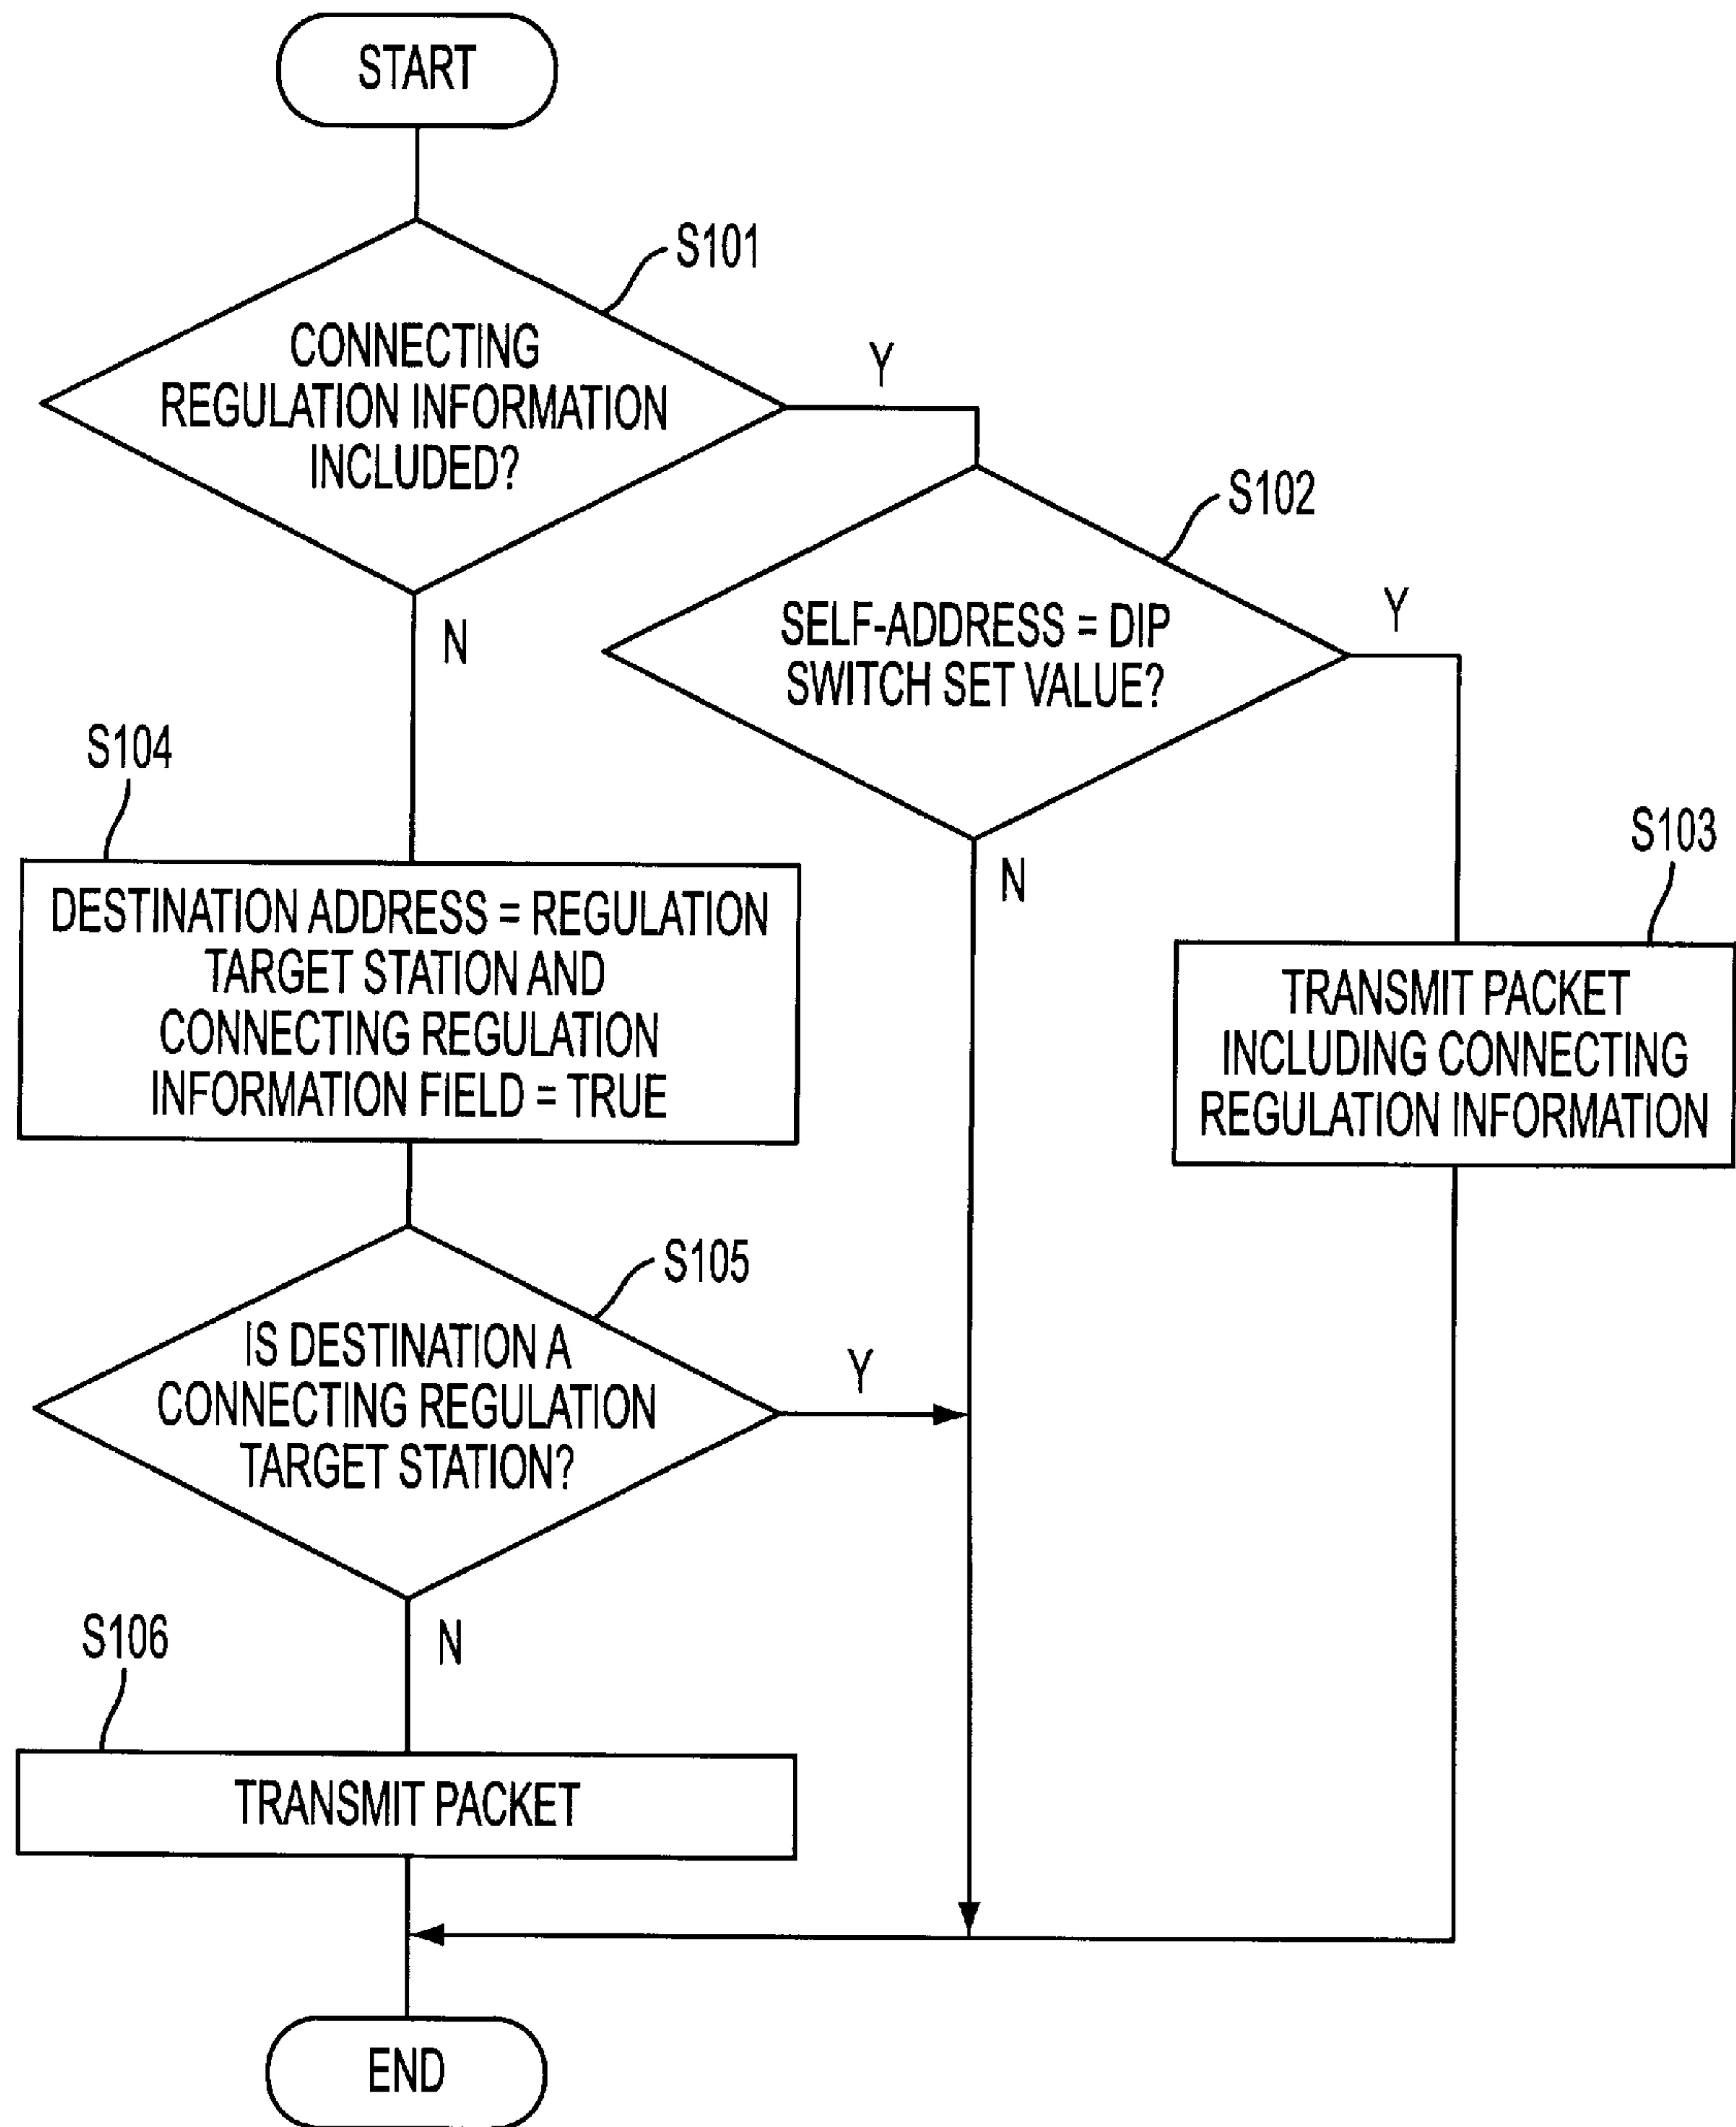 START
S101
CONNECTING
REGULATION INFORMATION
INCLUDED?
Y
N
S102
SELF-ADDRESS = DIP
SWITCH SET VALUE?
Y
N
S103
TRANSMIT PACKET
INCLUDING CONNECTING
REGULATION INFORMATION
S104
DESTINATION ADDRESS = REGULATION
TARGET STATION AND
CONNECTING REGULATION
INFORMATION FIELD = TRUE
S105
IS DESTINATION A
CONNECTING REGULATION
TARGET STATION?
Y
N
S106
TRANSMIT PACKET
END